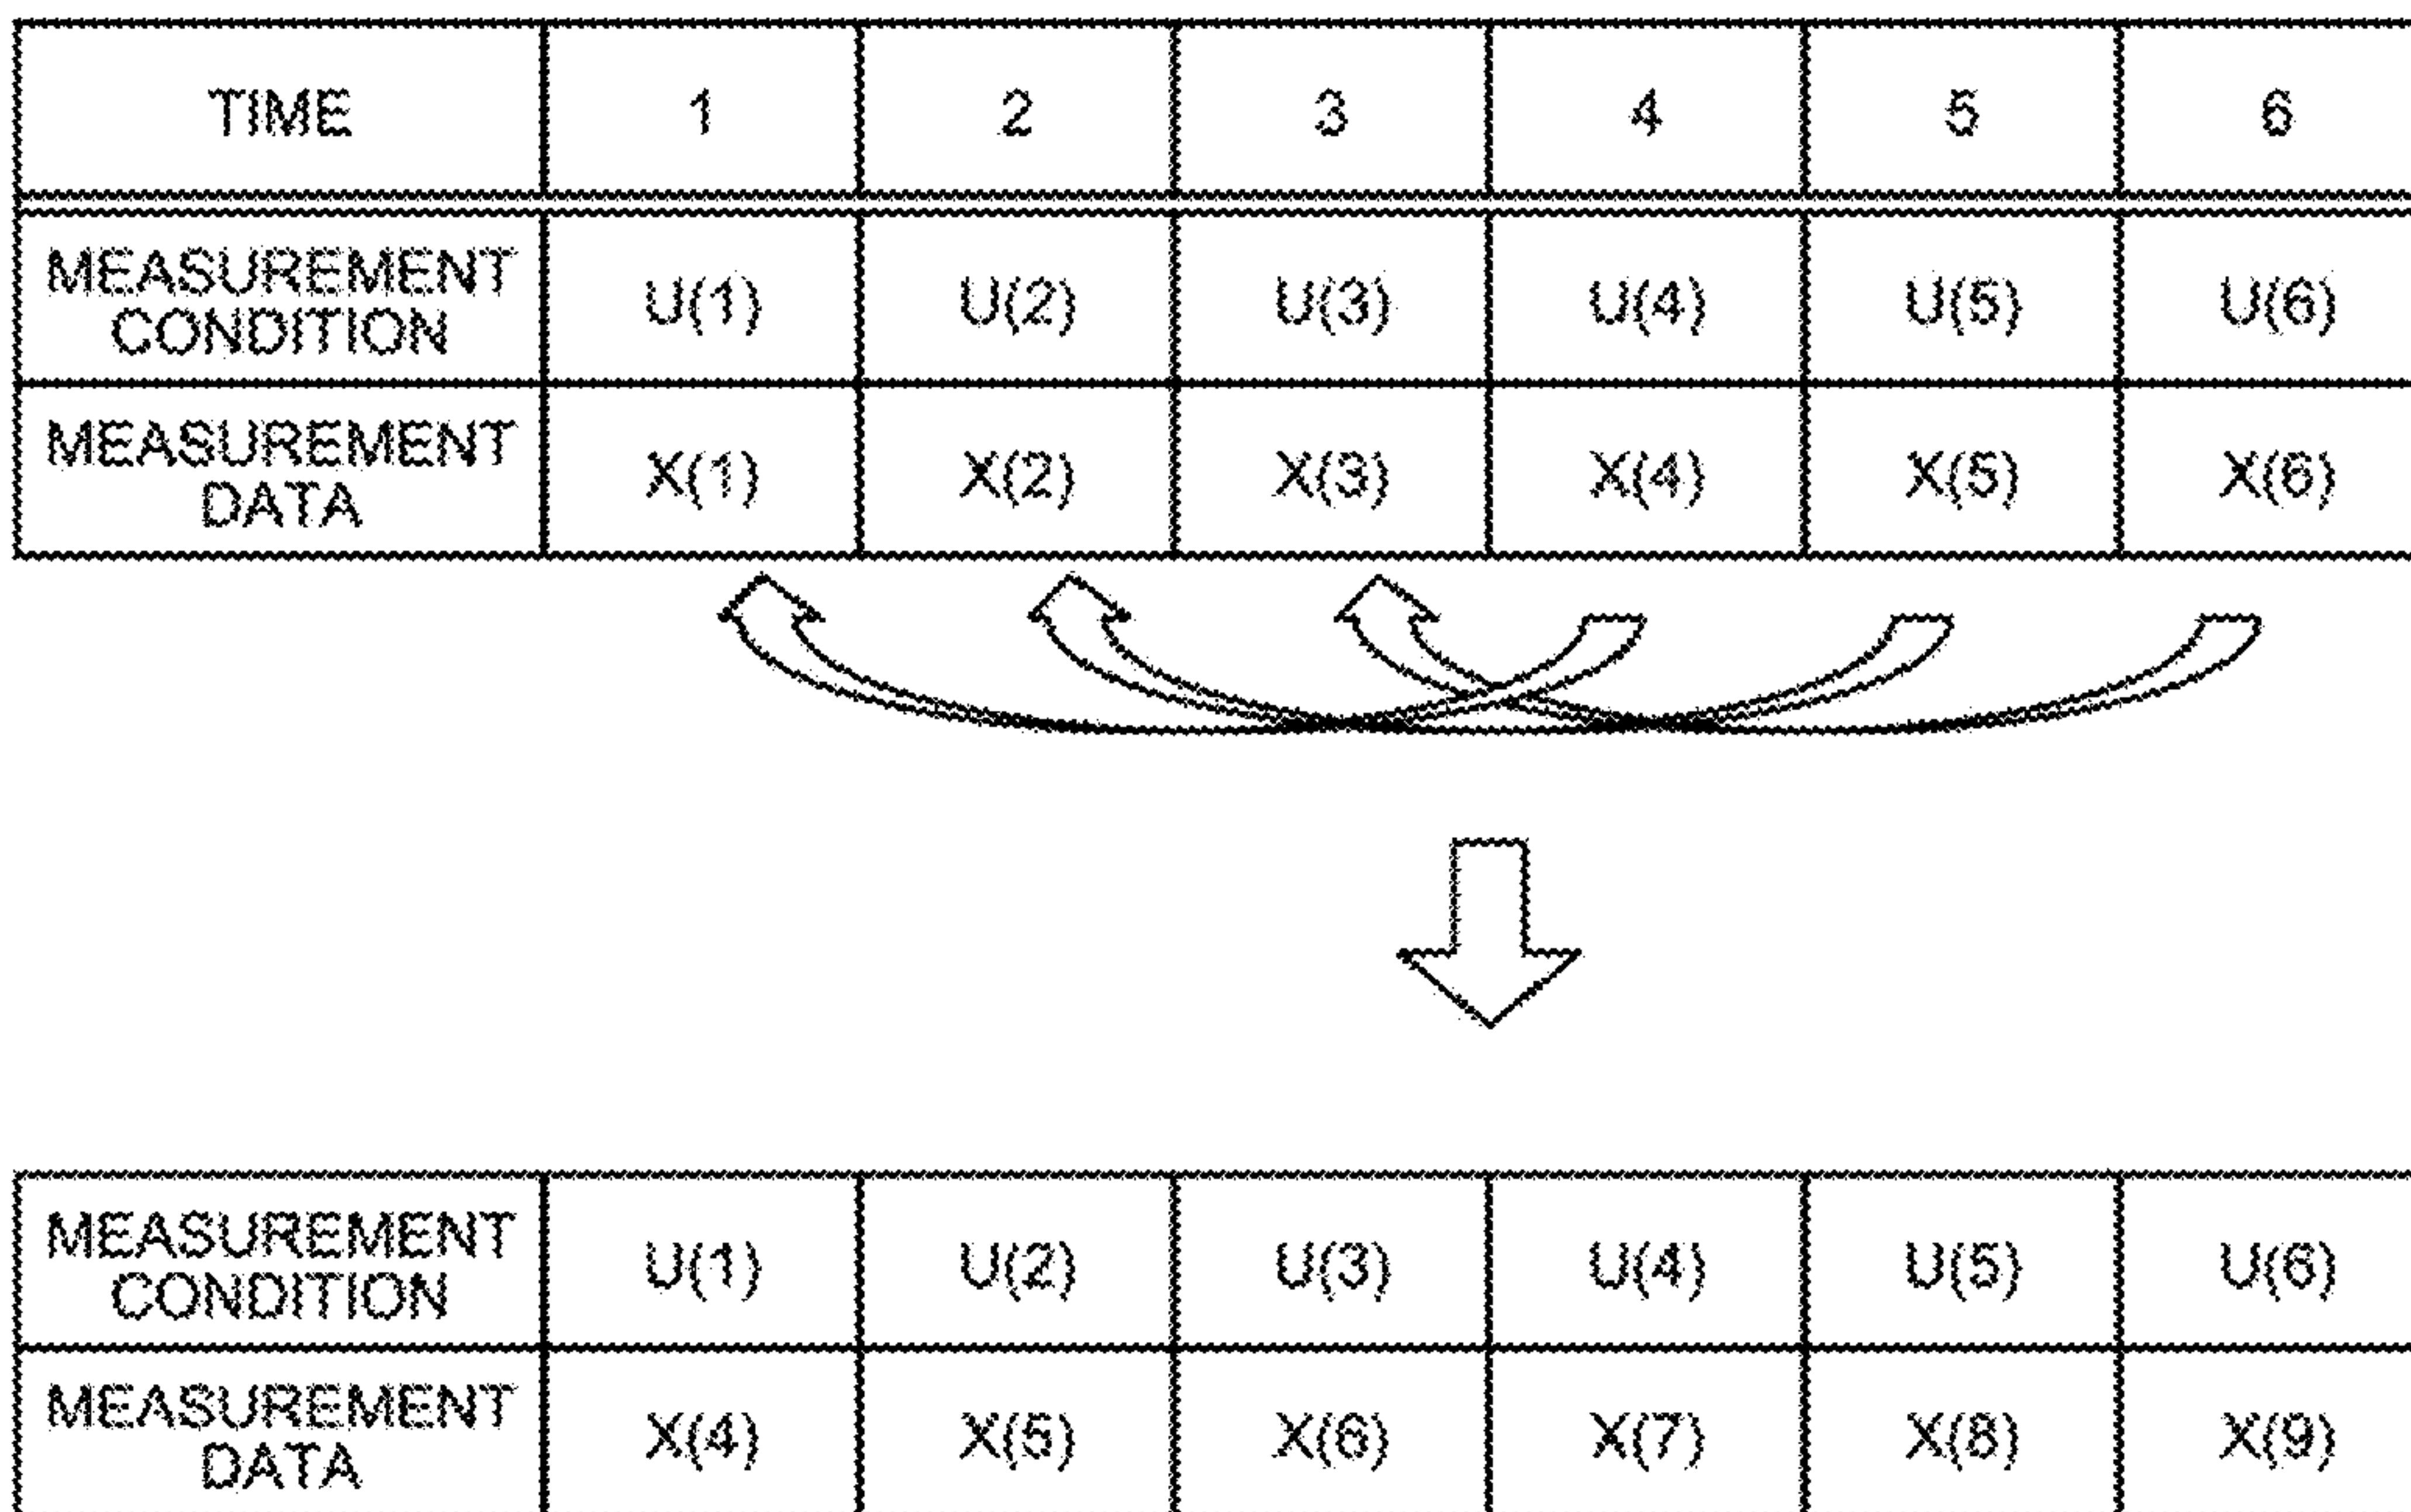 TIME 1 2 3 4 5 6
MEASUREMENT
CONDITION U(1) U(2) U(3) U(4) U(5) U(6)
MEASUREMENT
DATA X(1) X(2) X(3) X(4) X(5) X(6)
MEASUREMENT
CONDITION U(1) U(2) U(3) U(4) U(5) U(6)
MEASUREMENT
DATA X(4) X(5) X(6) X(7) X(8) X(9)